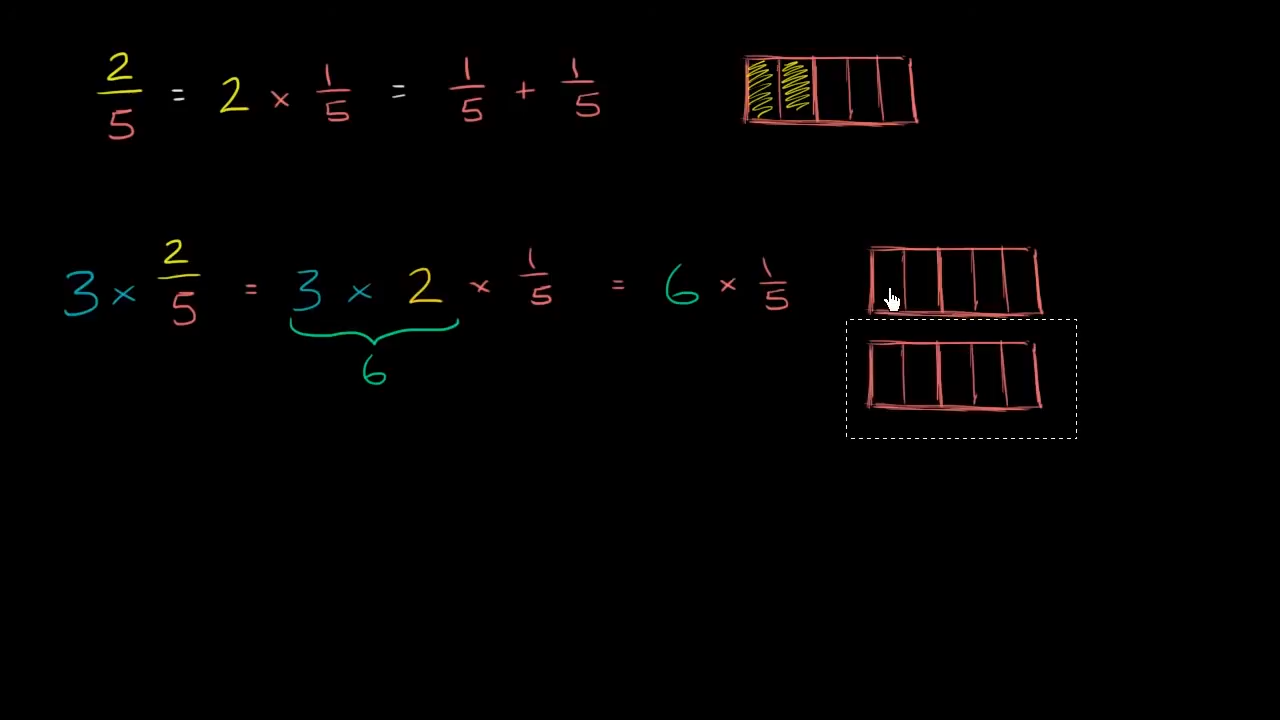 2/5 = 2 × 1/5 = 1/5 + 1/5
3 × 2/5 = 3 × 2 × 1/5 = 6 × 1/5
6